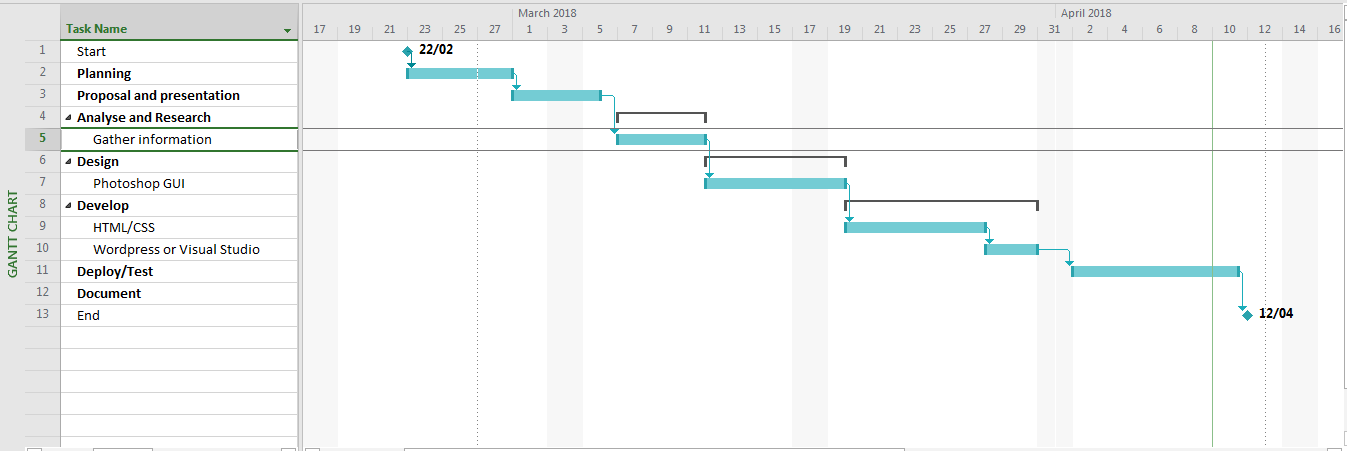 March 2018
April 2018
Task Name
17 19 21 23 25 27 1 3 5 7 9 11 13 15 17 19 21 23 25 27 29 31 2 4 6 8 10 12 14 16
1 Start 22/02
2 Planning
3 Proposal and presentation
4 Analyse and Research
5 Gather information
6 Design
7 Photoshop GUI
8 Develop
9 HTML/CSS
10 Wordpress or Visual Studio
11 Deploy/Test
12 Document
13 End 12/04
GANTT CHART